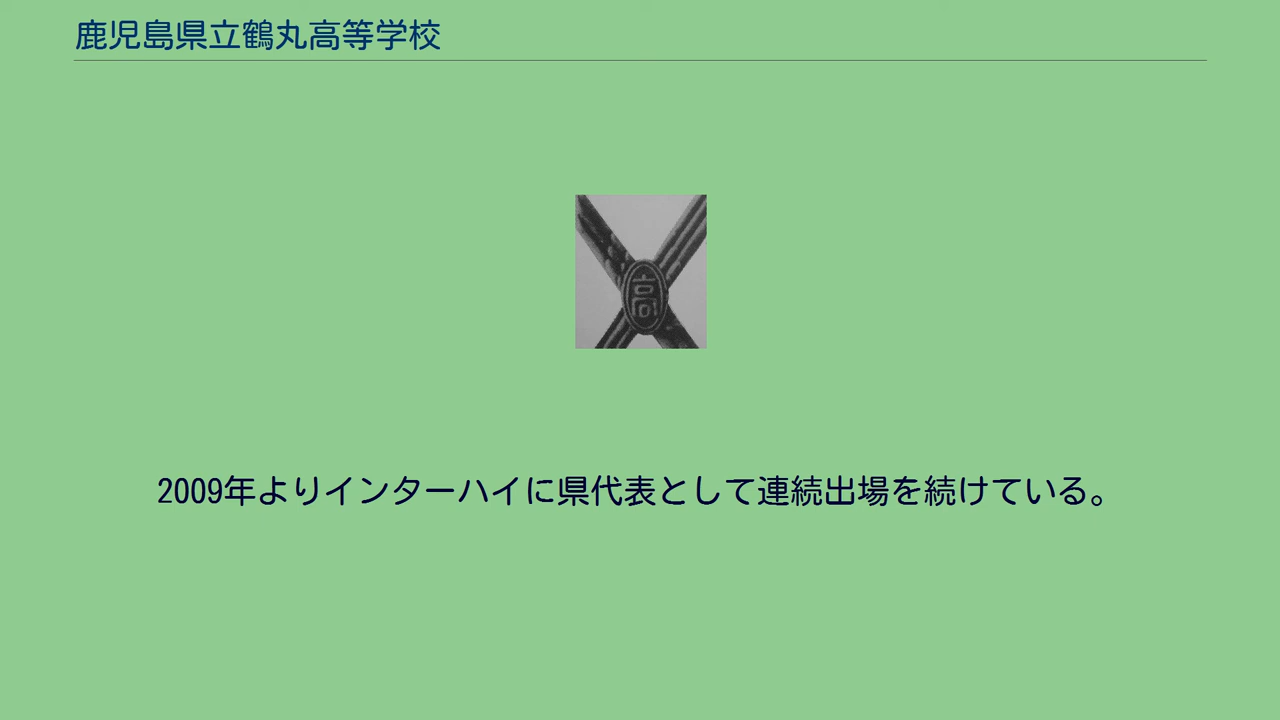 鹿児島県立鶴丸高等学校
高
2009年よりインターハイに県代表として連続出場を続けている。